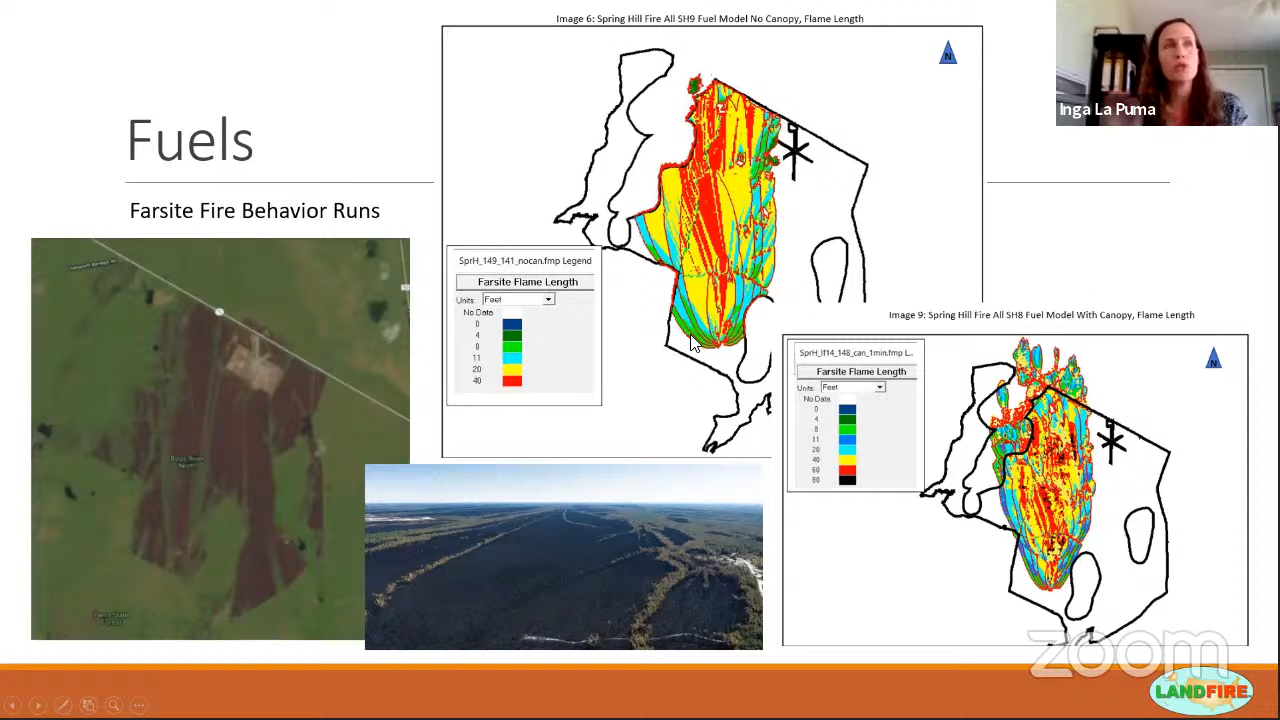 Image 6: Spring Hill Fire All SH9 Fuel Model No Canopy, Flame Length
N
Inga La Puma
Fuels
Farsite Fire Behavior Runs
SprH_149_141_nocan.fmp Legend
Farsite Flame Length
Units: Feet
No Data
0
4
0
11
20
40
Image 9: Spring Hill Fire All SH8 Fuel Model With Canopy, Flame Length
N
SprH_lf14_148_can_1min.fmp L...
Farsite Flame Length
Units: Feet
No Data
0
4
8
11
20
40
60
80
zoom
LANDFIRE